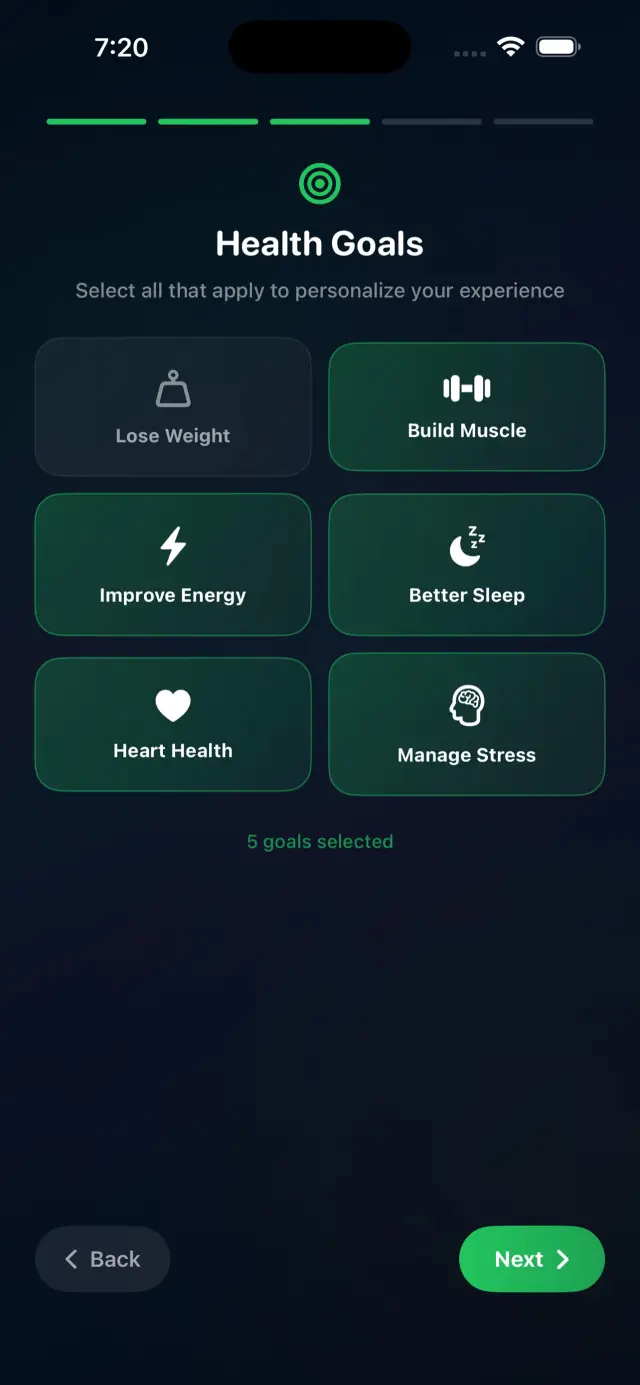 7:20
Health Goals
Select all that apply to personalize your experience
Lose Weight
Build Muscle
Improve Energy
Better Sleep
Heart Health
Manage Stress
5 goals selected
Back
Next